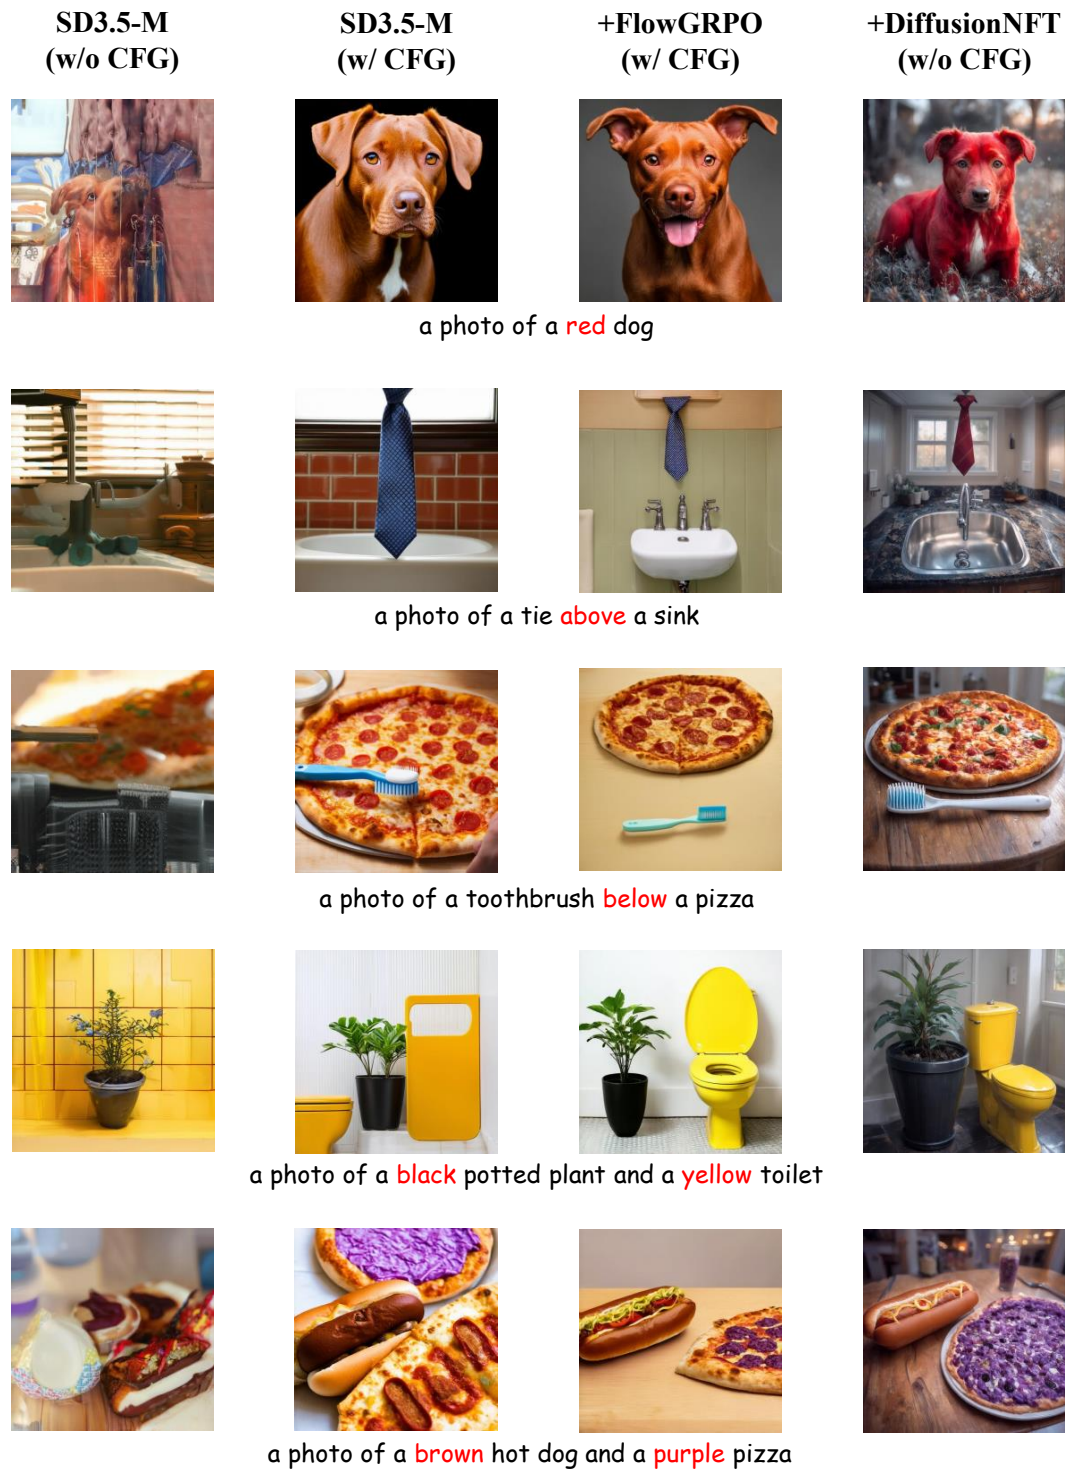 SD3.5-M
(w/o CFG)
SD3.5-M
(w/ CFG)
+FlowGRPO
(w/ CFG)
+DiffusionNFT
(w/o CFG)
a photo of a red dog
a photo of a tie above a sink
a photo of a toothbrush below a pizza
a photo of a black potted plant and a yellow toilet
a photo of a brown hot dog and a purple pizza